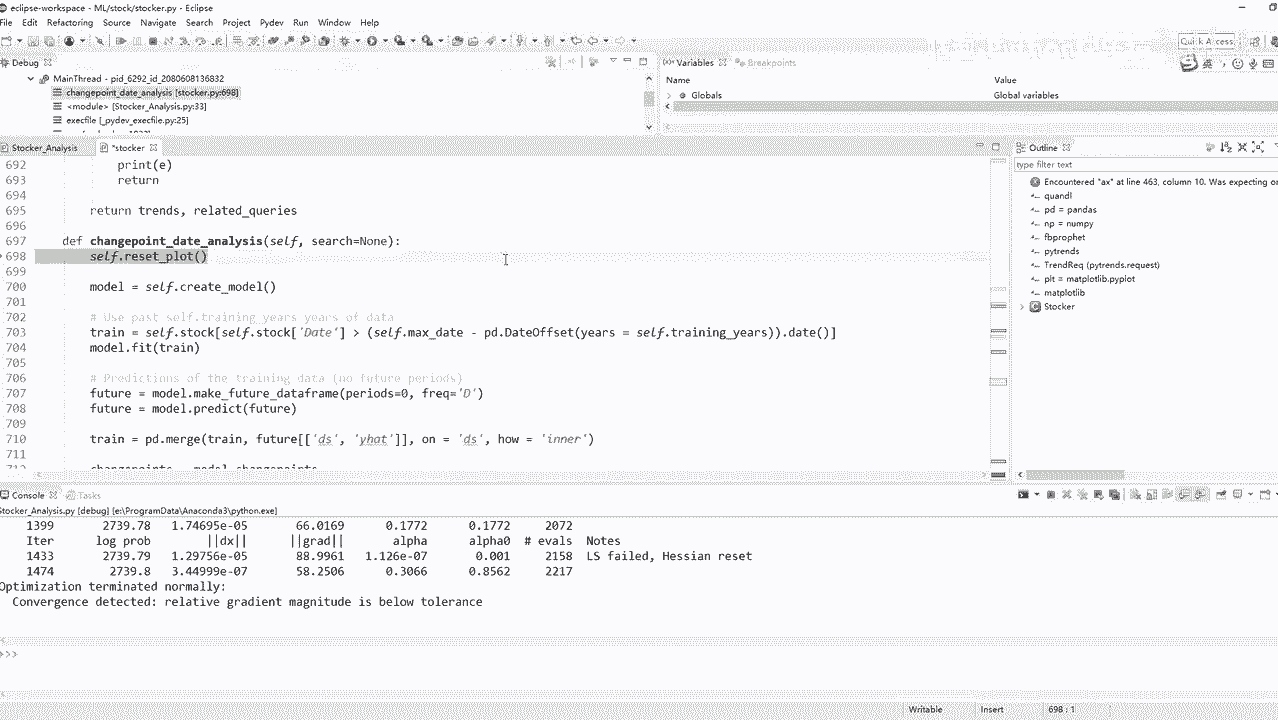 eclipse-workspace - ML/stock/stocker.py - Eclipse
File Edit Refactoring Source Navigate Search Project Pydev Run Window Help
Quick Access
Debug
MainThread - pid_6292_id_2080608136832
changepoint_date_analysis [stocker.py:698]
<module> [Stocker_Analysis.py:33]
execfile [_pydev_execfile.py:25]
Variables Breakpoints
Name Value
Globals Global variables
Stocker_Analysis *stocker
692 print(e)
693 return
694
695 return trends, related_queries
696
697 def changepoint_date_analysis(self, search=None):
698 self.reset_plot()
699
700 model = self.create_model()
701
702 # Use past self.training_years years of data
703 train = self.stock[self.stock['Date'] > (self.max_date - pd.DateOffset(years = self.training_years)).date()]
704 model.fit(train)
705
706 # Predictions of the training data (no future periods)
707 future = model.make_future_dataframe(periods=0, freq='D')
708 future = model.predict(future)
709
710 train = pd.merge(train, future[['ds', 'yhat']], on = 'ds', how = 'inner')
711
712 changepoints = model.changepoints
Outline
type filter text
Encountered "ax" at line 463, column 10. Was expecting
quandl
pd = pandas
np = numpy
fbprophet
pytrends
TrendReq (pytrends.request)
plt = matplotlib.pyplot
matplotlib
Stocker
Console Tasks
Stocker_Analysis.py [debug] [e:\ProgramData\Anaconda3\python.exe]
1399 2739.78 1.74695e-05 66.0169 0.1772 0.1772 2072
Iter log prob ||dx|| ||grad|| alpha alpha0 # evals Notes
1433 2739.79 1.29756e-05 88.9961 1.126e-07 0.001 2158 LS failed, Hessian reset
1474 2739.8 3.44999e-07 58.2506 0.3066 0.8562 2217
Optimization terminated normally:
Convergence detected: relative gradient magnitude is below tolerance
>>>
Writable Insert 698 : 1